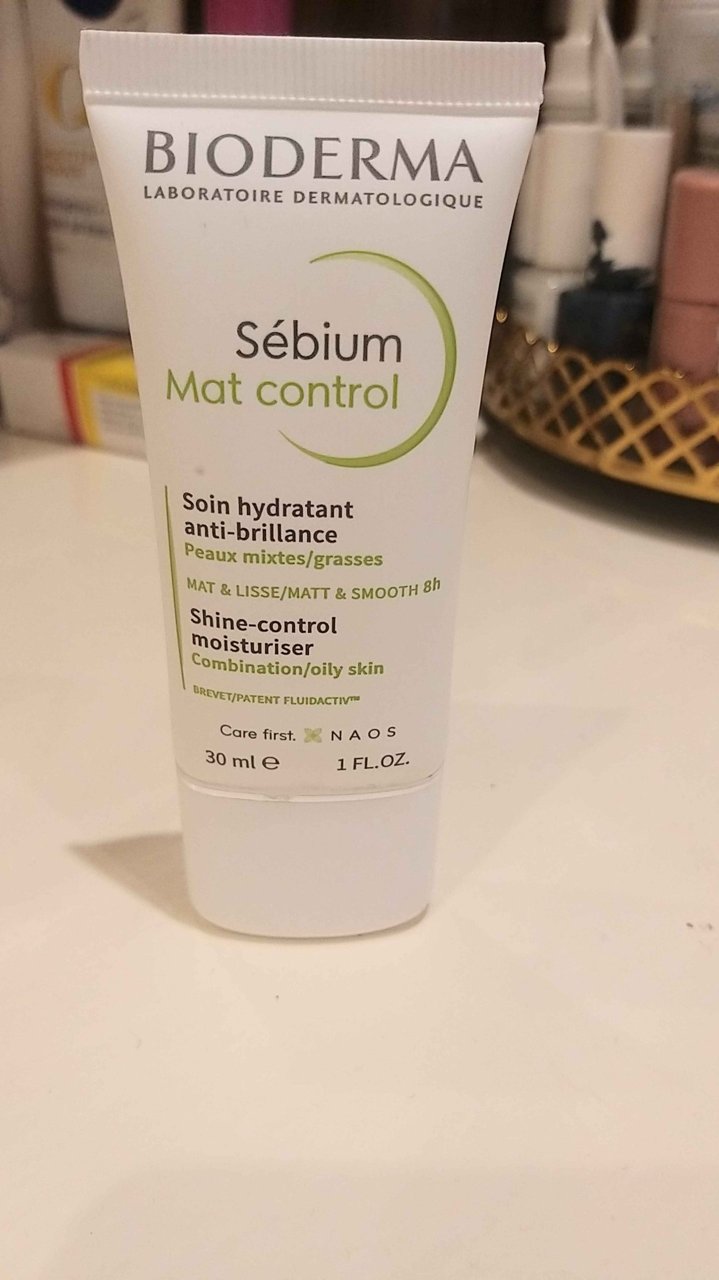 BIODERMA
LABORATOIRE DERMATOLOGIQUE
Sébium
Mat control
Soin hydratant
anti-brillance
Peaux mixtes/grasses
MAT & LISSE/MATT & SMOOTH 8h
Shine-control
moisturiser
Combination/oily skin
BREVET/PATENT FLUIDACTIV™
Care first. NAOS
30 ml ℮ 1 FL.OZ.